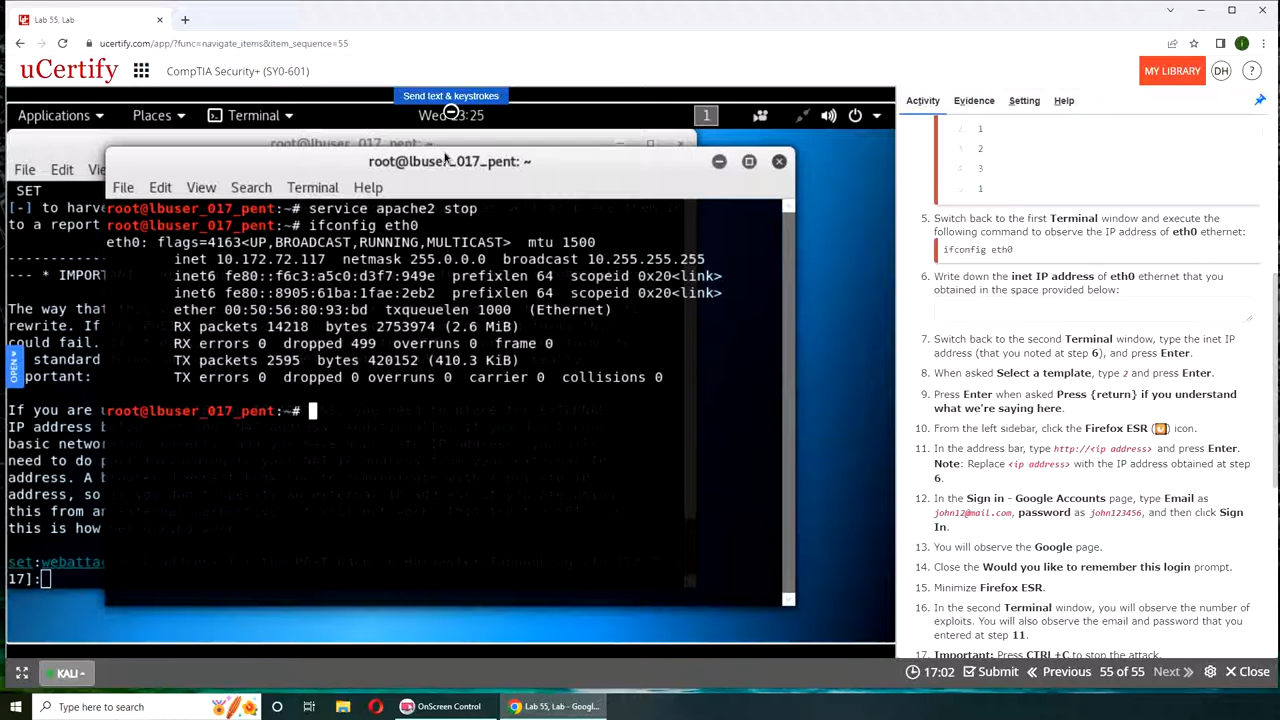 Lab 55, Lab
ucertify.com/app/?func=navigate_items&item_sequence=55
uCertify
CompTIA Security+ (SY0-601)
MY LIBRARY
DH
?
Send text & keystrokes
Activity
Evidence
Setting
Help
Applications
Places
Terminal
Wed 23:25
1
root@lbuser_017_pent: ~
File Edit
SET
[-] to harve
to a report
--- * IMPORT
The way that
rewrite. If
could fail.
standard
portant:
If you are u
IP address b
basic networ
need to do p
address. A b
address, so
this from an
this is how
set:webattac
17]:
OPEN
root@lbuser_017_pent: ~
File Edit View Search Terminal Help
root@lbuser_017_pent:~# service apache2 stop
root@lbuser_017_pent:~# ifconfig eth0
eth0: flags=4163<UP,BROADCAST,RUNNING,MULTICAST> mtu 1500
inet 10.172.72.117 netmask 255.0.0.0 broadcast 10.255.255.255
inet6 fe80::f6c3:a5c0:d3f7:949e prefixlen 64 scopeid 0x20<link>
inet6 fe80::8905:61ba:1fae:2eb2 prefixlen 64 scopeid 0x20<link>
ether 00:50:56:80:93:bd txqueuelen 1000 (Ethernet)
RX packets 14218 bytes 2753974 (2.6 MiB)
RX errors 0 dropped 499 overruns 0 frame 0
TX packets 2595 bytes 420152 (410.3 KiB)
TX errors 0 dropped 0 overruns 0 carrier 0 collisions 0
root@lbuser_017_pent:~#
1
2
3
1
5. Switch back to the first Terminal window and execute the
following command to observe the IP address of eth0 ethernet:
ifconfig eth0
6. Write down the inet IP address of eth0 ethernet that you
obtained in the space provided below:
7. Switch back to the second Terminal window, type the inet IP
address (that you noted at step 6), and press Enter.
8. When asked Select a template, type 2 and press Enter.
9. Press Enter when asked Press {return} if you understand
what we're saying here.
10. From the left sidebar, click the Firefox ESR ( ) icon.
11. In the address bar, type http://<ip address> and press Enter.
Note: Replace <ip address> with the IP address obtained at step
6.
12. In the Sign in - Google Accounts page, type Email as
john12@mail.com, password as john123456, and then click Sign
In.
13. You will observe the Google page.
14. Close the Would you like to remember this login prompt.
15. Minimize Firefox ESR.
16. In the second Terminal window, you will observe the number of
exploits. You will also observe the email and password that you
entered at step 11.
17. Important: Press CTRL+C to stop the attack.
KALI
17:02
Submit
Previous
55 of 55
Next
Close
Type here to search
OnScreen Control
Lab 55, Lab - Googl...